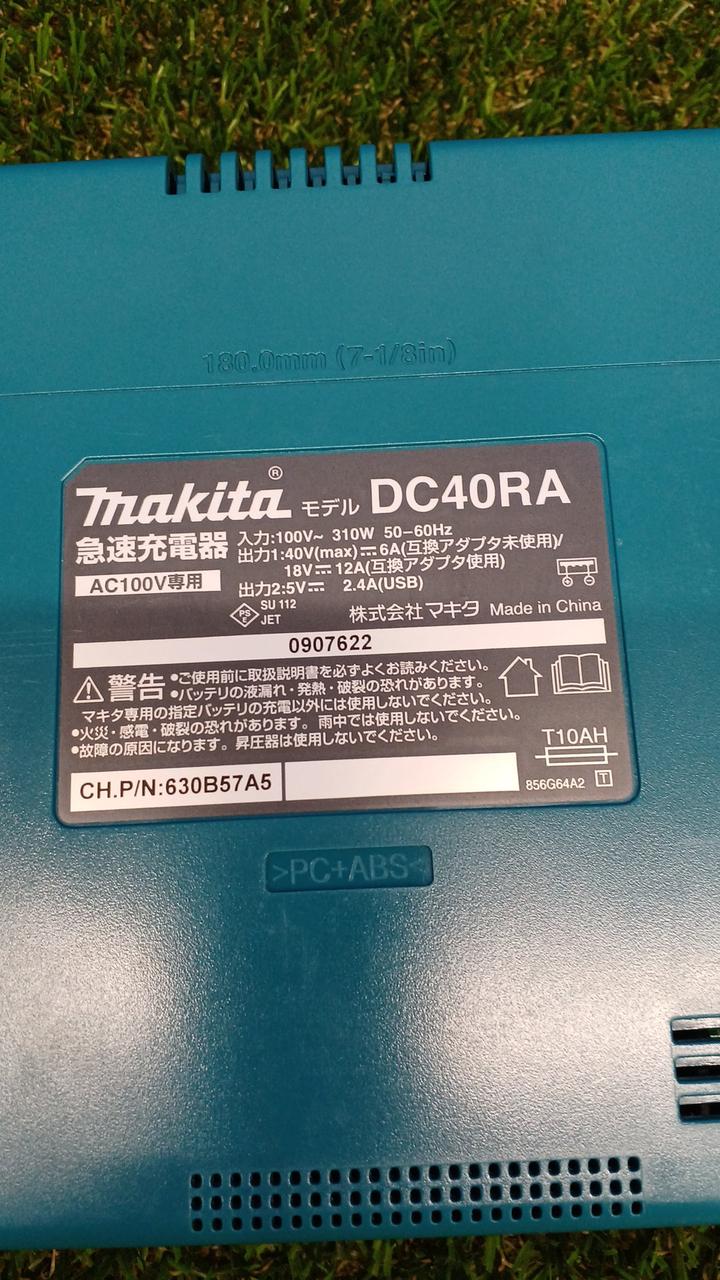 180.0mm (7-1/8in)
makita® モデル DC40RA
急速充電器 入力:100V~ 310W 50-60Hz
出力1:40V(max)⎓6A(互換アダプタ未使用)/
AC100V専用 18V⎓12A(互換アダプタ使用)
出力2:5V⎓ 2.4A(USB)
PSE SU 112
JET 株式会社マキタ Made in China
0907622
⚠警告 •ご使用前に取扱説明書を必ずよくお読みください。
•バッテリの液漏れ・発熱・破裂の恐れがあります。
マキタ専用の指定バッテリの充電以外には使用しないでください。
•火災・感電・破裂の恐れがあります。雨中では使用しないでください。
•故障の原因になります。昇圧器は使用しないでください。
T10AH
CH.P/N:630B57A5
856G64A2 T
>PC+ABS<